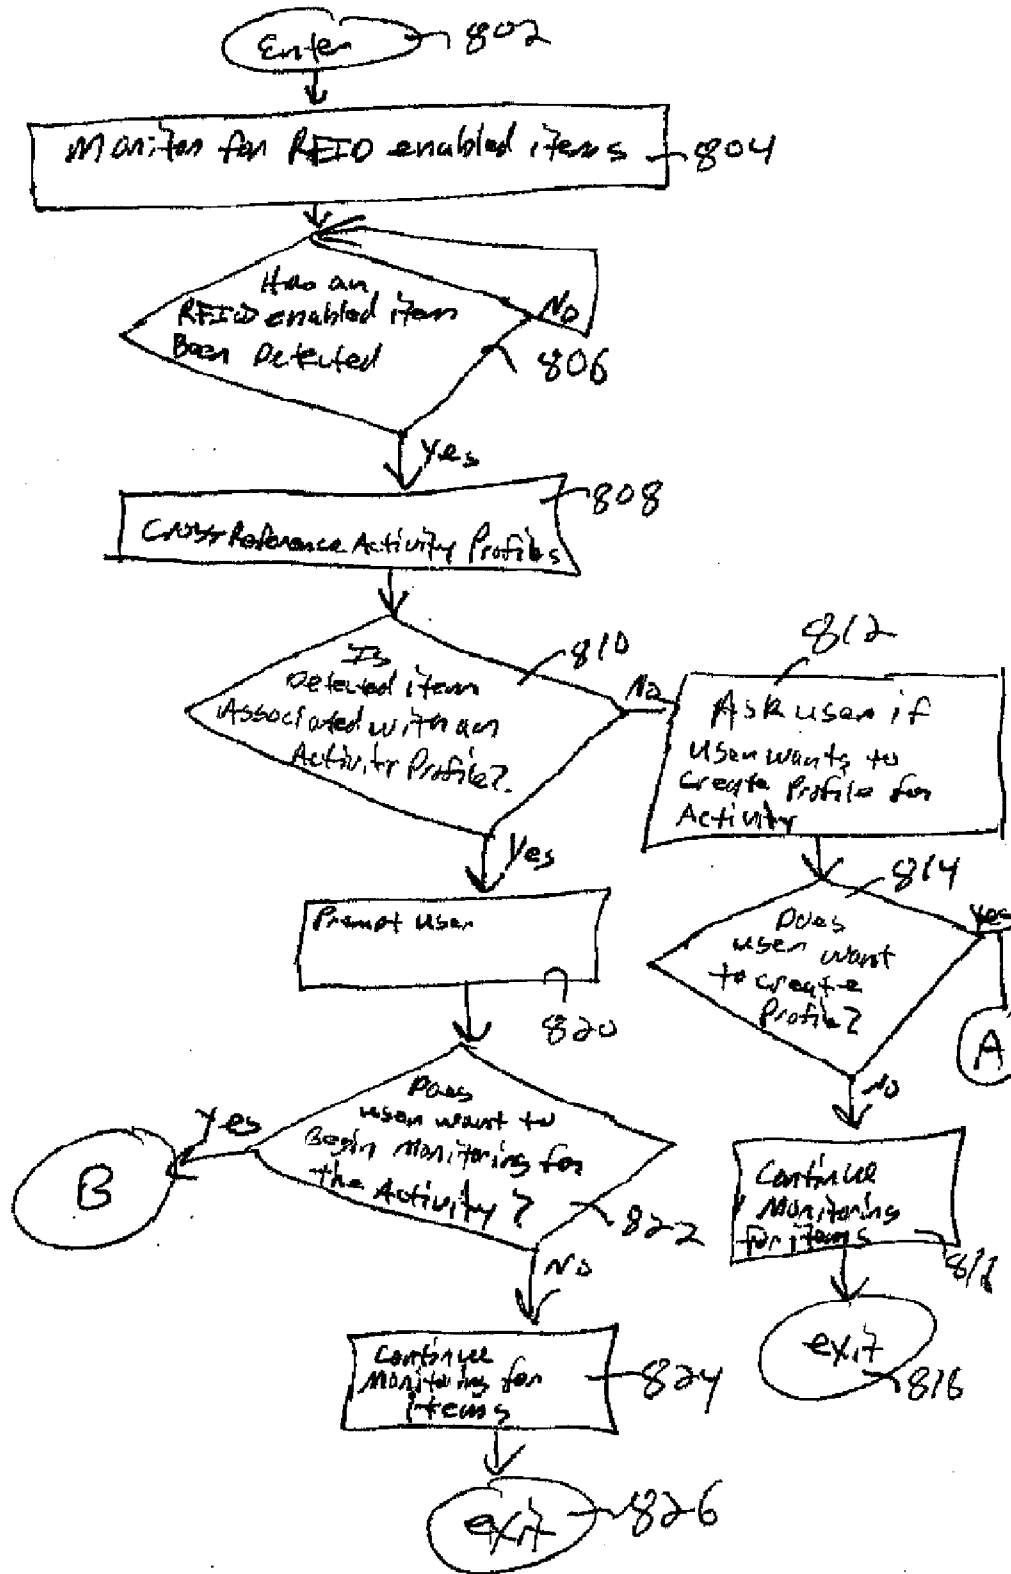 Enter
802
Monitor for RFID enabled items
804
Has an
RFID enabled item
Been Detected
No
806
Yes
808
Cross Reference Activity Profiles
Is
Detected item
Associated with an
Activity Profile?
810
No
812
Ask user if
user wants to
Create Profile for
Activity
Yes
814
Does
user want
to create
Profile?
Yes
A
No
Prompt user
820
Does
user want to
Begin Monitoring for
the Activity?
822
Yes
B
No
Continue
Monitoring
for items
exit
Continue
Monitoring for
items
824
exit
826